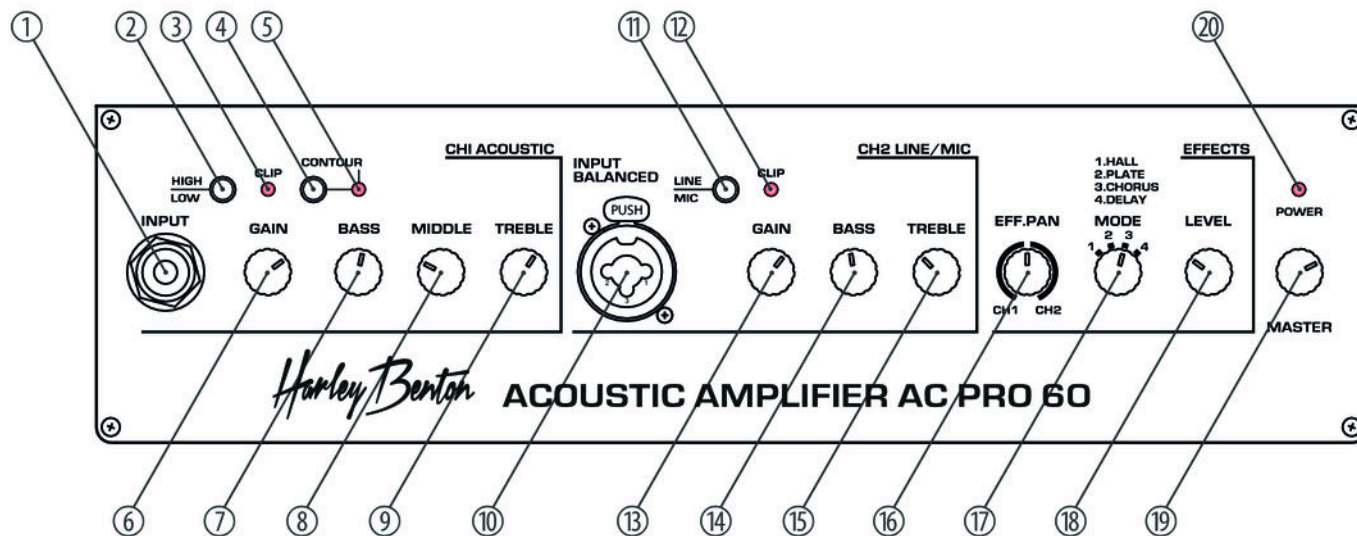 1 2 3 4 5 11 12 20
CH1 ACOUSTIC
HIGH
LOW
CLIP
CONTOUR
INPUT
GAIN
BASS
MIDDLE
TREBLE
CH2 LINE/MIC
INPUT
BALANCED
PUSH
2
1
3
LINE
MIC
CLIP
GAIN
BASS
TREBLE
EFFECTS
1.HALL
2.PLATE
3.CHORUS
4.DELAY
EFF.PAN
CH1
CH2
MODE
1 2 3 4
LEVEL
POWER
MASTER
Harley Benton ACOUSTIC AMPLIFIER AC PRO 60
6 7 8 9 10 13 14 15 16 17 18 19